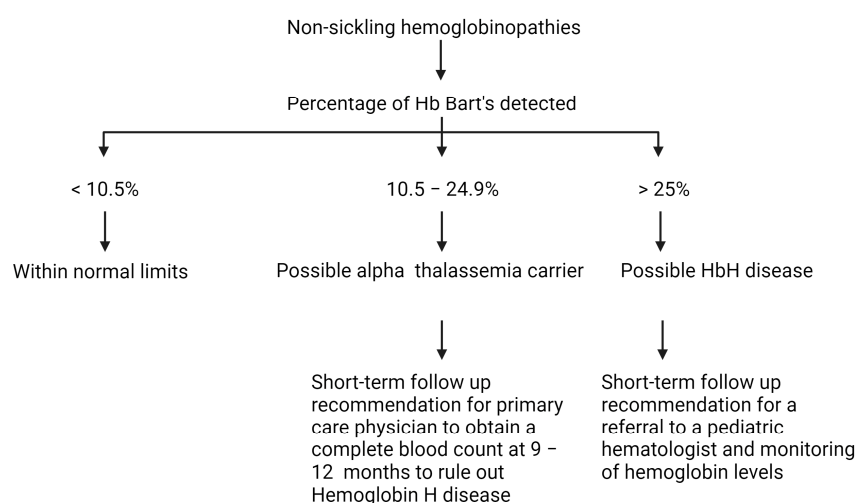 Non-sickling hemoglobinopathies
Percentage of Hb Bart's detected
< 10.5%
10.5 – 24.9%
> 25%
Within normal limits
Possible alpha thalassemia carrier
Possible HbH disease
Short-term follow up
recommendation for primary
care physician to obtain a
complete blood count at 9 –
12 months to rule out
Hemoglobin H disease
Short-term follow up
recommendation for a
referral to a pediatric
hematologist and monitoring
of hemoglobin levels